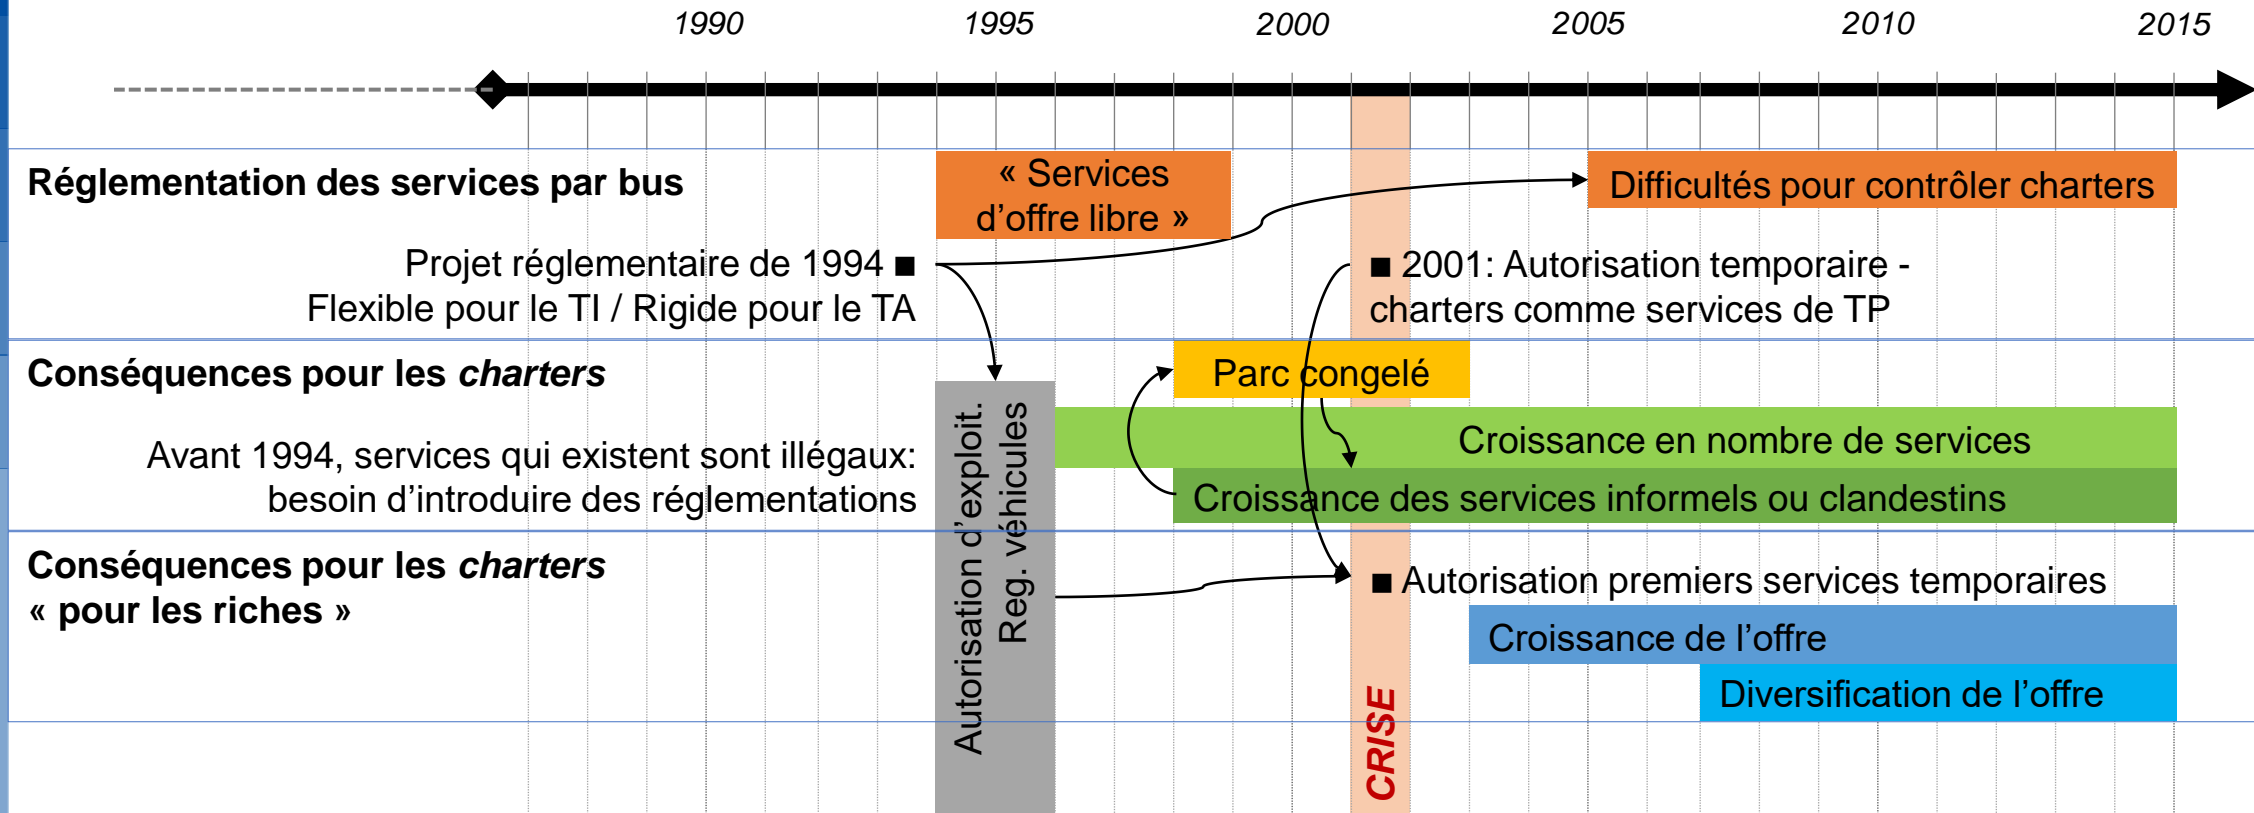 1990 1995 2000 2005 2010 2015
Réglementation des services par bus
« Services
d’offre libre »
Difficultés pour contrôler charters
Projet réglementaire de 1994 ■
Flexible pour le TI / Rigide pour le TA
■ 2001: Autorisation temporaire -
charters comme services de TP
Conséquences pour les charters
Parc congelé
Avant 1994, services qui existent sont illégaux:
besoin d’introduire des réglementations
Autorisation d’exploit.
Reg. véhicules
Croissance en nombre de services
Croissance des services informels ou clandestins
Conséquences pour les charters
« pour les riches »
■ Autorisation premiers services temporaires
Croissance de l’offre
Diversification de l’offre
CRISE